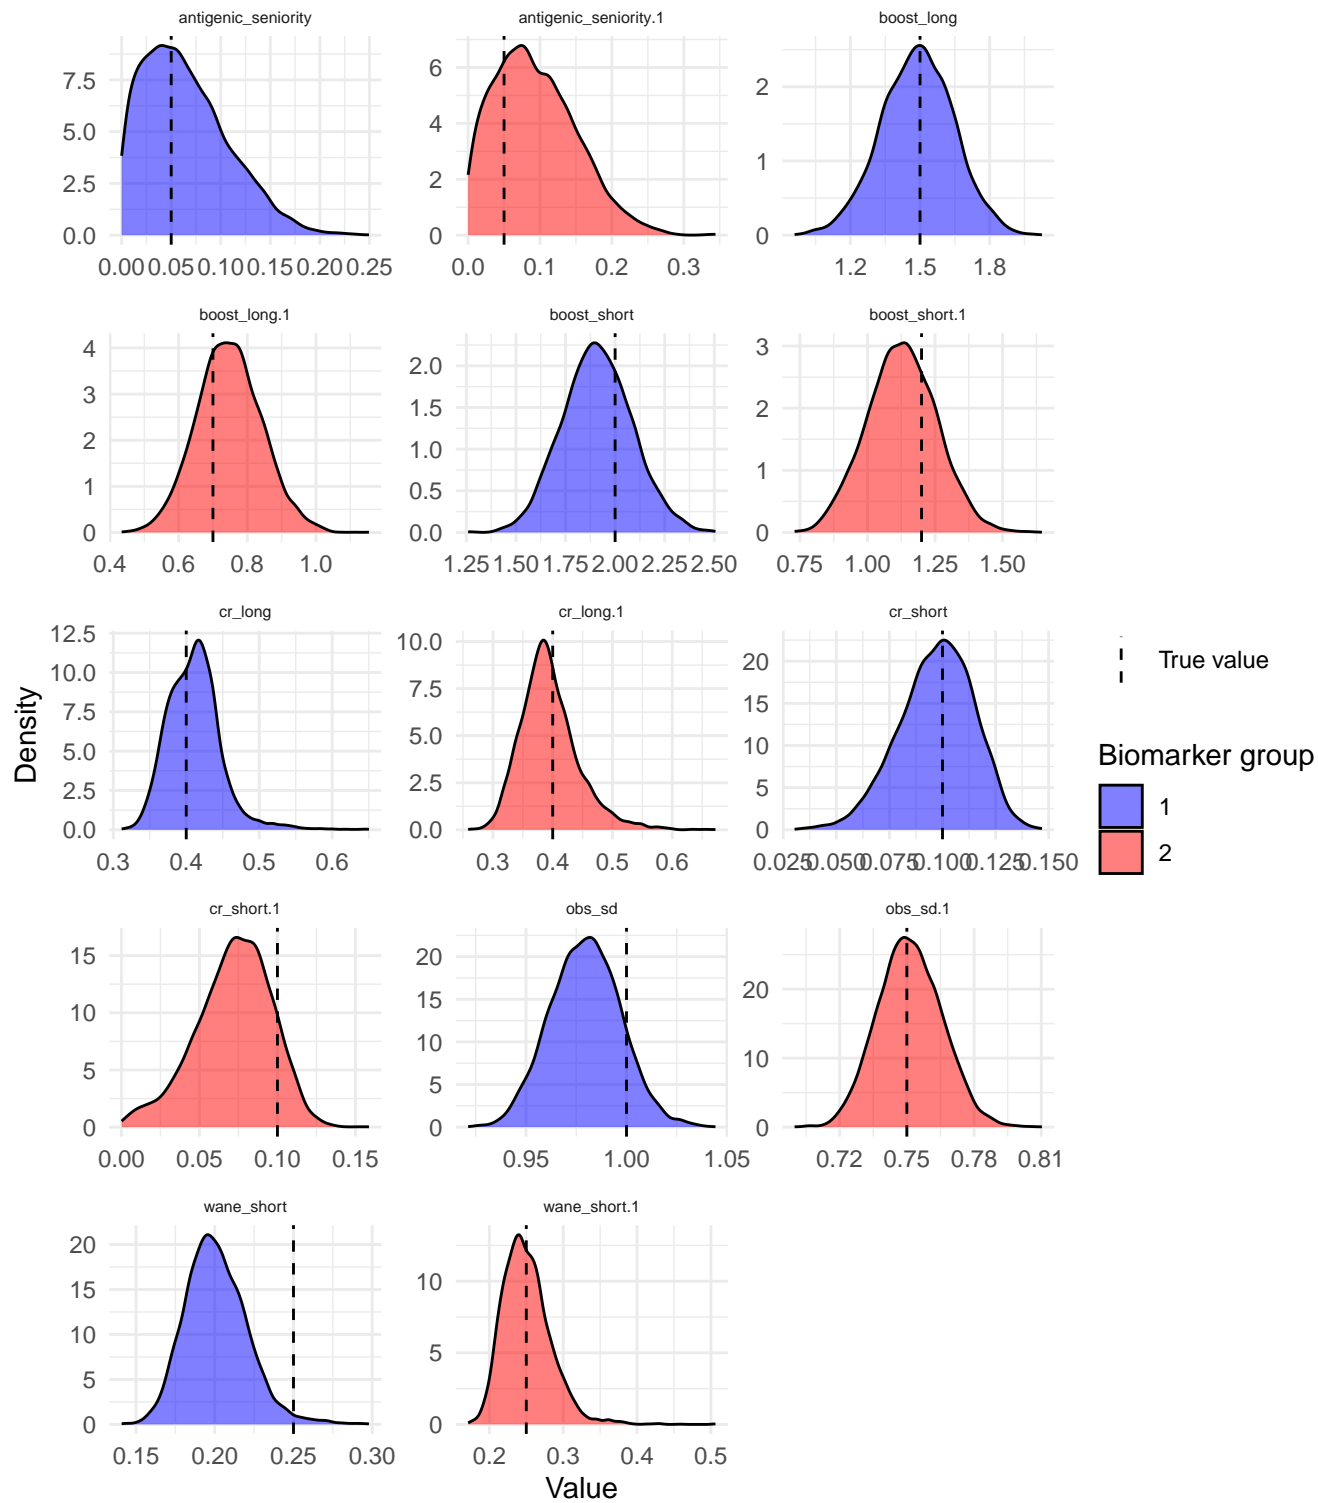 antigenic_seniority
antigenic_seniority.1
boost_long
7.5
5.0
2.5
0.0
6
4
2
0
2
1
0
0.00 0.05 0.10 0.15 0.20 0.25
0.0 0.1 0.2 0.3
1.2 1.5 1.8
boost_long.1
boost_short
boost_short.1
4
3
2
1
0
2.0
1.5
1.0
0.5
0.0
3
2
1
0
0.4 0.6 0.8 1.0
1.25 1.50 1.75 2.00 2.25 2.50
0.75 1.00 1.25 1.50
cr_long
cr_long.1
cr_short
12.5
10.0
7.5
5.0
2.5
0.0
10.0
7.5
5.0
2.5
0.0
20
15
10
5
0
0.3 0.4 0.5 0.6
0.3 0.4 0.5 0.6
0.025 0.050 0.075 0.100 0.125 0.150
cr_short.1
obs_sd
obs_sd.1
15
10
5
0
20
15
10
5
0
20
10
0
0.00 0.05 0.10 0.15
0.95 1.00 1.05
0.72 0.75 0.78 0.81
wane_short
wane_short.1
20
15
10
5
0
10
5
0
0.15 0.20 0.25 0.30
0.2 0.3 0.4 0.5
Density
Value
True value
Biomarker group
1
2